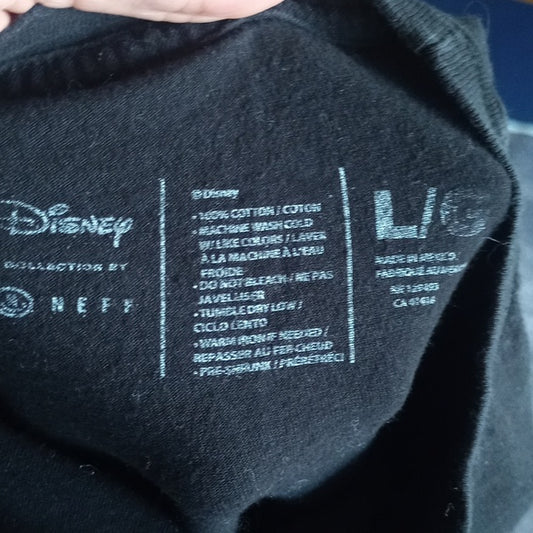 DISNEY
COLLECTION BY
NEFF
© Disney
• 100% COTTON / COTON
• MACHINE WASH COLD
W/ LIKE COLORS / LAVER
À LA MACHINE À L'EAU
FROIDE
• DO NOT BLEACH / NE PAS
JAVELLISER
• TUMBLE DRY LOW /
CICLO LENTO
• WARM IRON IF NEEDED /
REPASSER AU FER CHAUD
• PRE-SHRUNK / PRÉRÉTRÉCI
L/G
MADE IN MEXICO /
FABRIQUÉ AU
CA 41616